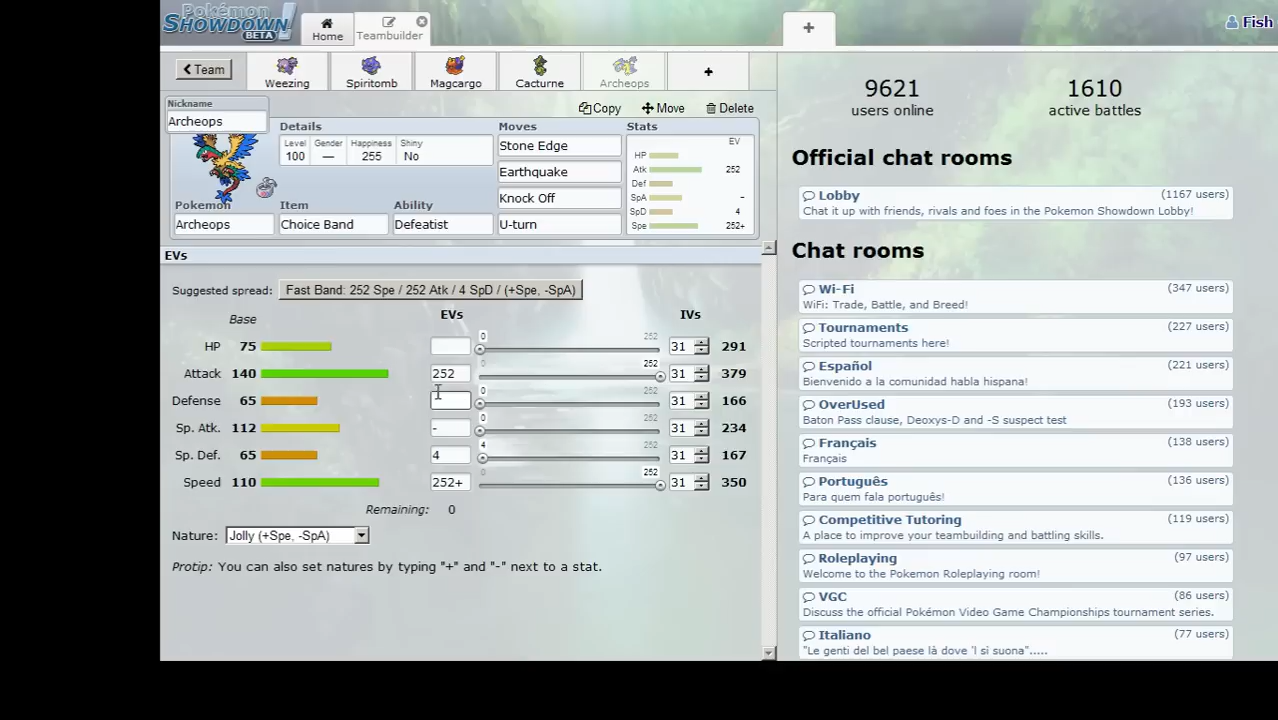 Pokémon
SHOWDOWN!
BETA
Home
Teambuilder
+
Fish
Team
Weezing
Spiritomb
Magcargo
Cacturne
Archeops
+
Copy
Move
Delete
Nickname
Archeops
Details
Level
100
Gender
—
Happiness
255
Shiny
No
Pokemon
Archeops
Item
Choice Band
Ability
Defeatist
Moves
Stone Edge
Earthquake
Knock Off
U-turn
Stats
EV
HP
Atk 252
Def
SpA -
SpD 4
Spe 252+
EVs
Suggested spread: Fast Band: 252 Spe / 252 Atk / 4 SpD / (+Spe, -SpA)
Base EVs IVs
HP 75 0 252 31 291
Attack 140 252 0 252 31 379
Defense 65 0 252 31 166
Sp. Atk. 112 - 0 252 31 234
Sp. Def. 65 4 4 252 31 167
Speed 110 252+ 0 252 31 350
Remaining: 0
Nature: Jolly (+Spe, -SpA)
Protip: You can also set natures by typing "+" and "-" next to a stat.
9621
users online
1610
active battles
Official chat rooms
Lobby (1167 users)
Chat it up with friends, rivals and foes in the Pokemon Showdown Lobby!
Chat rooms
Wi-Fi (347 users)
WiFi: Trade, Battle, and Breed!
Tournaments (227 users)
Scripted tournaments here!
Español (221 users)
Bienvenido a la comunidad habla hispana!
OverUsed (193 users)
Baton Pass clause, Deoxys-D and -S suspect test
Français (138 users)
Français
Português (136 users)
Para quem fala português!
Competitive Tutoring (119 users)
A place to improve your teambuilding and battling skills.
Roleplaying (97 users)
Welcome to the Pokemon Roleplaying room!
VGC (86 users)
Discuss the official Pokémon Video Game Championships tournament series.
Italiano (77 users)
"Le genti del bel paese là dove 'l sì suona".....